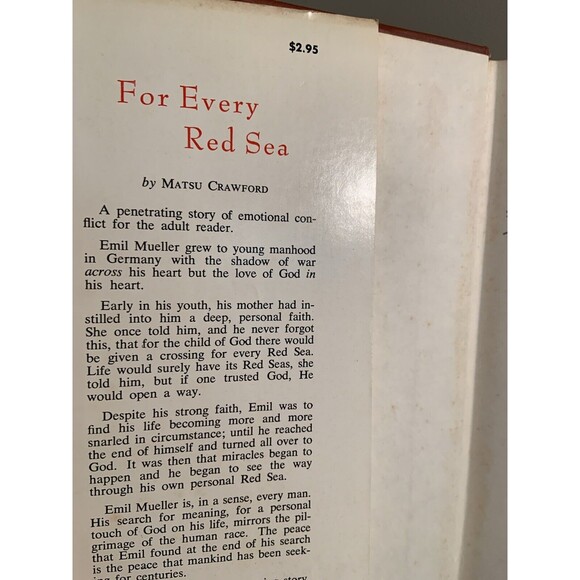 $2.95
For Every
Red Sea
by MATSU CRAWFORD
A penetrating story of emotional con-
flict for the adult reader.
Emil Mueller grew to young manhood
in Germany with the shadow of war
across his heart but the love of God in
his heart.
Early in his youth, his mother had in-
stilled into him a deep, personal faith.
She once told him, and he never forgot
this, that for the child of God there would
be given a crossing for every Red Sea.
Life would surely have its Red Seas, she
told him, but if one trusted God, He
would open a way.
Despite his strong faith, Emil was to
find his life becoming more and more
snarled in circumstance; until he reached
the end of himself and turned all over to
God. It was then that miracles began to
happen and he began to see the way
through his own personal Red Sea.
Emil Mueller is, in a sense, every man.
His search for meaning, for a personal
touch of God on his life, mirrors the pil-
grimage of the human race. The peace
that Emil found at the end of his search
is the peace that mankind has been seek-
ing for centuries.
story